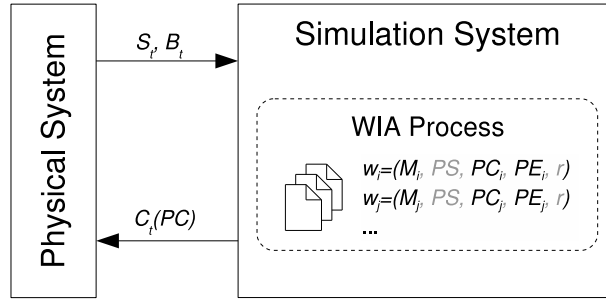 Physical System
S_t, B_t
C_t(PC)
Simulation System
WIA Process
w_i=(M_i, PS, PC_i, PE_i, r)
w_j=(M_j, PS, PC_j, PE_j, r)
...